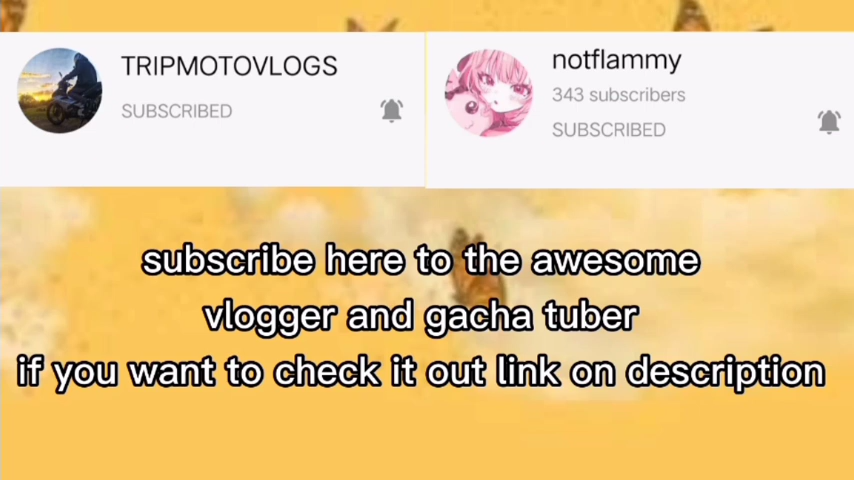 TRIPMOTOVLOGS
SUBSCRIBED
notflammy
343 subscribers
SUBSCRIBED
subscribe here to the awesome
vlogger and gacha tuber
if you want to check it out link on description